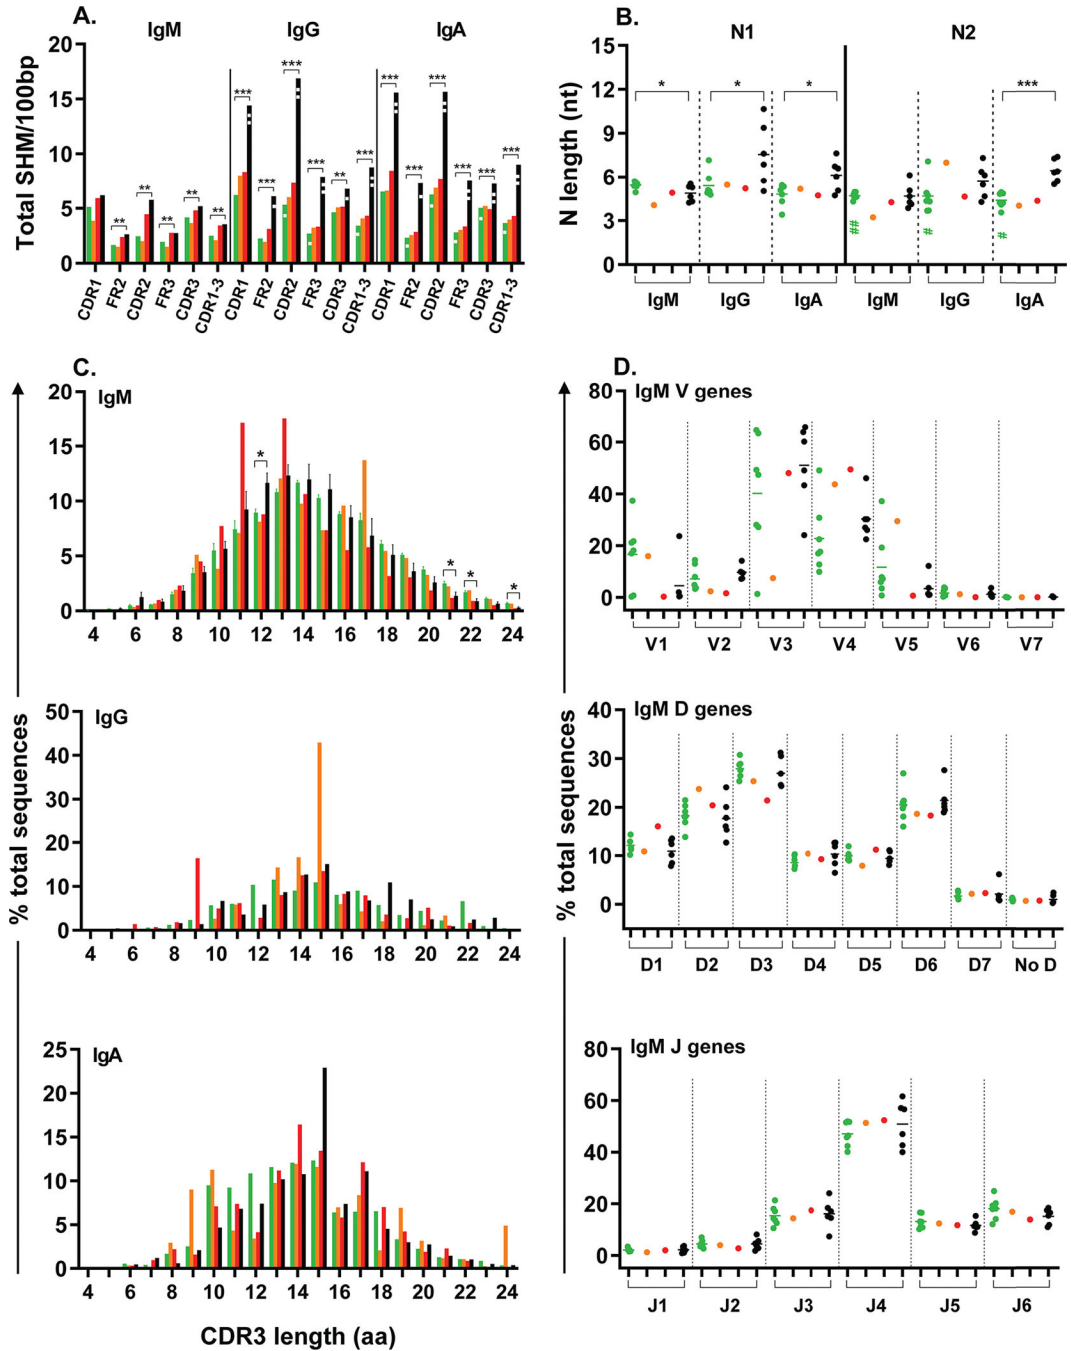 A.
IgM IgG IgA
Total SHM/100bp
20
15
10
5
0
** ** ** ** ** *** *** *** *** ** *** *** *** *** *** *** ***
CDR1 FR2 CDR2 FR3 CDR3 CDR1-3 CDR1 FR2 CDR2 FR3 CDR3 CDR1-3 CDR1 FR2 CDR2 FR3 CDR3 CDR1-3
B.
N1 N2
N length (nt)
15
12
9
6
3
0
* * * ***
## # #
IgM IgG IgA IgM IgG IgA
C.
% total sequences
IgM
20
15
10
5
0
* * * *
4 6 8 10 12 14 16 18 20 22 24
IgG
50
40
30
20
10
0
4 6 8 10 12 14 16 18 20 22 24
IgA
25
20
15
10
5
0
4 6 8 10 12 14 16 18 20 22 24
CDR3 length (aa)
D.
% total sequences
IgM V genes
80
60
40
20
0
V1 V2 V3 V4 V5 V6 V7
IgM D genes
40
30
20
10
0
D1 D2 D3 D4 D5 D6 D7 No D
IgM J genes
80
60
40
20
0
J1 J2 J3 J4 J5 J6